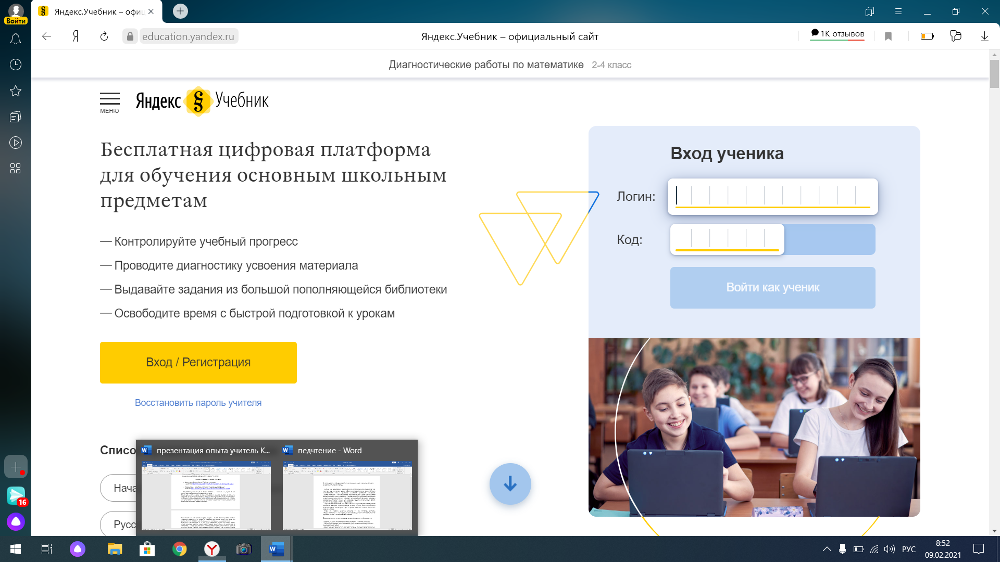 Войти
Яндекс.Учебник – офиц
education.yandex.ru
Яндекс.Учебник – официальный сайт
1К отзывов
Диагностические работы по математике 2-4 класс
МЕНЮ
Яндекс § Учебник
Бесплатная цифровая платформа
для обучения основным школьным
предметам
— Контролируйте учебный прогресс
— Проводите диагностику усвоения материала
— Выдавайте задания из большой пополняющейся библиотеки
— Освободите время с быстрой подготовкой к урокам
Вход / Регистрация
Восстановить пароль учителя
Вход ученика
Логин:
Код:
Войти как ученик
Списо
Нача
Русс
презентация опыта учитель К...
педчтение - Word
16
РУС
8:52
09.02.2021